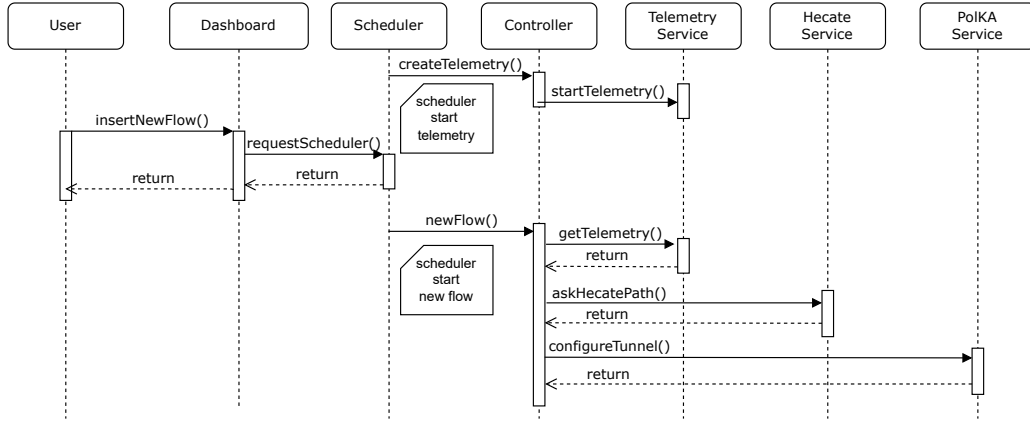 User
Dashboard
Scheduler
Controller
Telemetry
Service
Hecate
Service
PolKA
Service
createTelemetry()
startTelemetry()
scheduler
start
telemetry
insertNewFlow()
requestScheduler()
return
return
newFlow()
getTelemetry()
return
scheduler
start
new flow
askHecatePath()
return
configureTunnel()
return